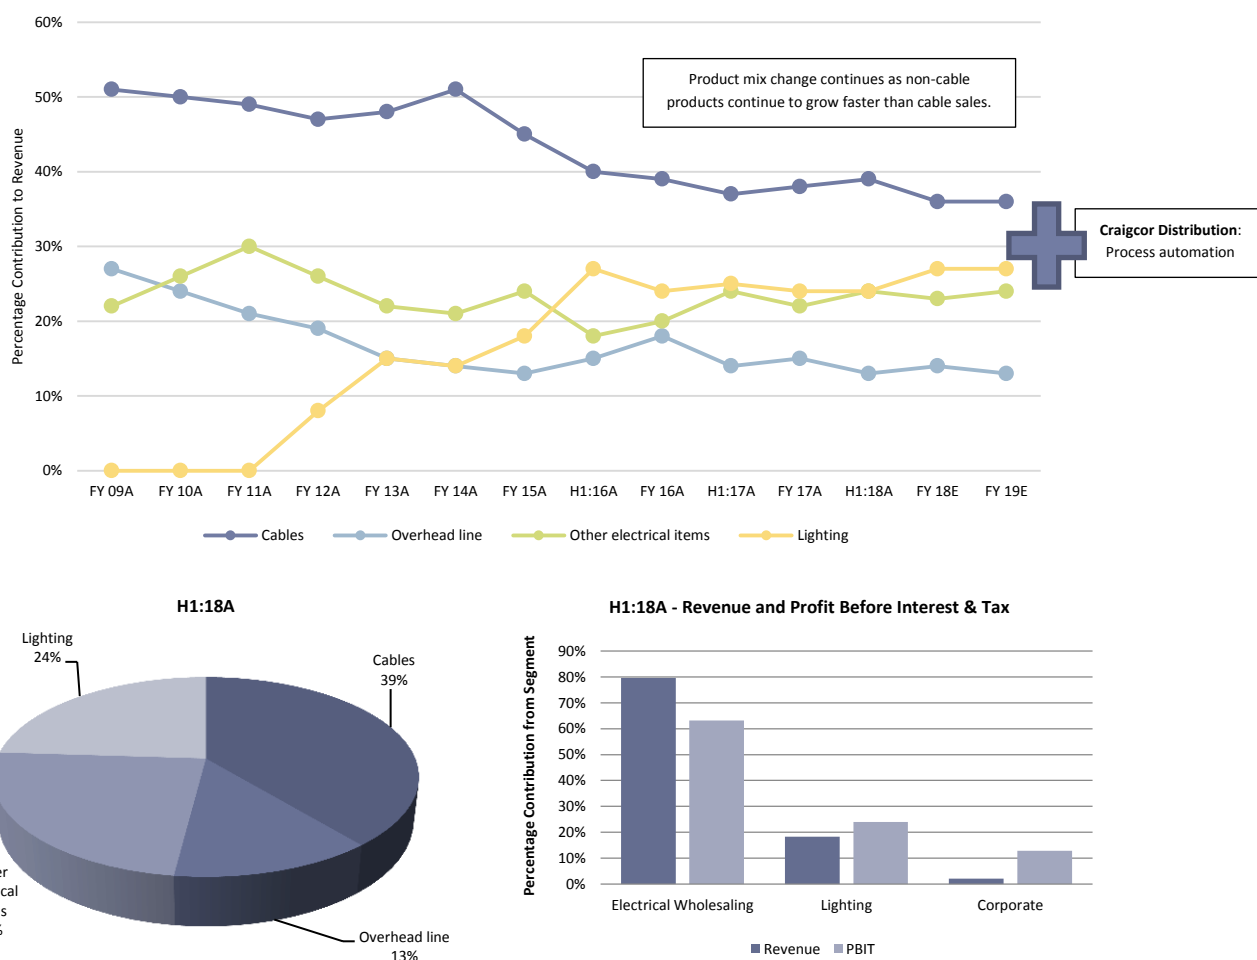 60%
50%
40%
30%
20%
10%
0%
Percentage Contribution to Revenue
Product mix change continues as non-cable
products continue to grow faster than cable sales.
Craigcor Distribution:
Process automation
FY 09A FY 10A FY 11A FY 12A FY 13A FY 14A FY 15A H1:16A FY 16A H1:17A FY 17A H1:18A FY 18E FY 19E
Cables Overhead line Other electrical items Lighting
H1:18A
Lighting
24%
Cables
39%
Overhead line
13%
H1:18A - Revenue and Profit Before Interest & Tax
Percentage Contribution from Segment
90%
80%
70%
60%
50%
40%
30%
20%
10%
0%
Electrical Wholesaling Lighting Corporate
Revenue PBIT